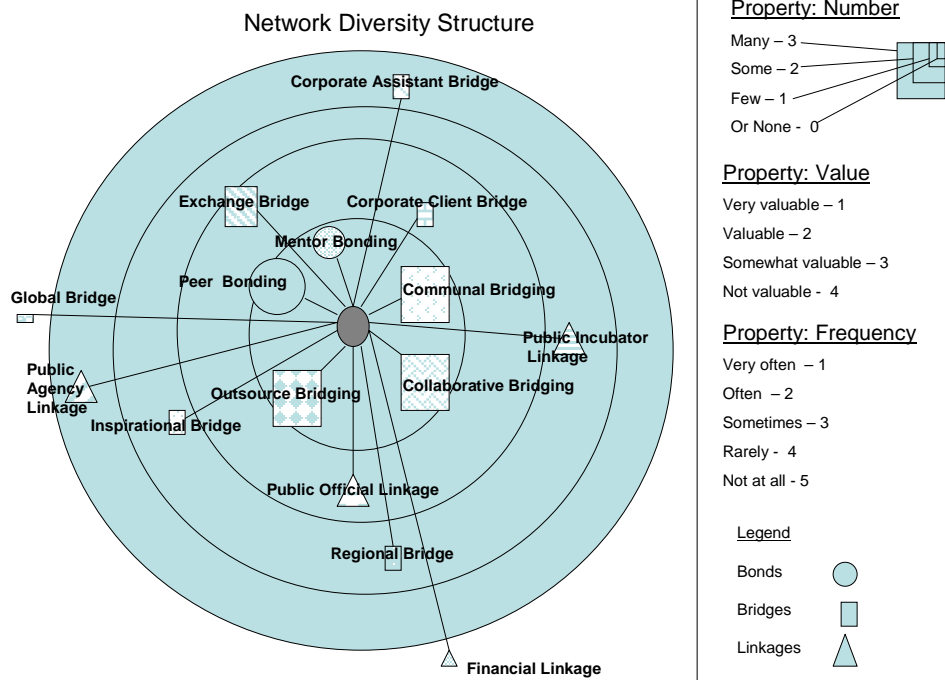 Network Diversity Structure
Corporate Assistant Bridge
Exchange Bridge
Corporate Client Bridge
Mentor Bonding
Peer Bonding
Communal Bridging
Global Bridge
Public Incubator
Linkage
Public
Agency
Linkage
Outsource Bridging
Collaborative Bridging
Inspirational Bridge
Public Official Linkage
Regional Bridge
Financial Linkage
Property: Number
Many – 3
Some – 2
Few – 1
Or None - 0
Property: Value
Very valuable – 1
Valuable – 2
Somewhat valuable – 3
Not valuable - 4
Property: Frequency
Very often – 1
Often – 2
Sometimes – 3
Rarely - 4
Not at all - 5
Legend
Bonds
Bridges
Linkages